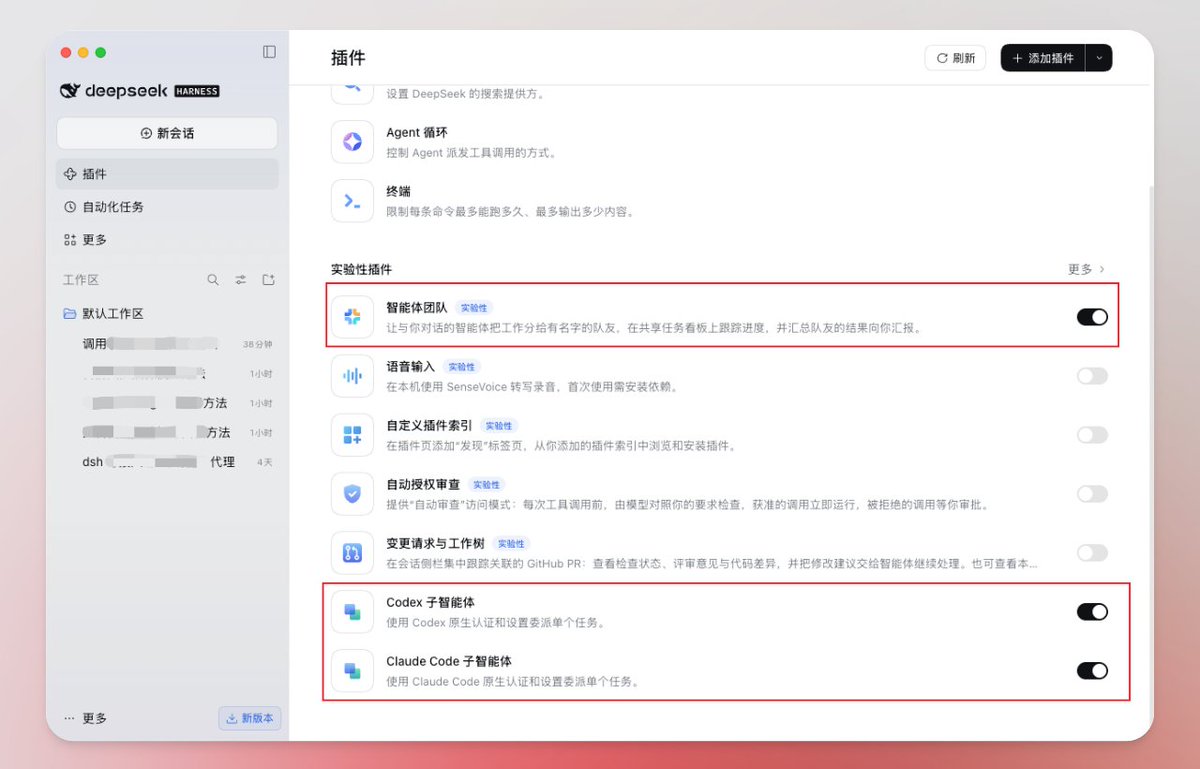 deepseek HARNESS
新会话
插件
自动化任务
更多
工作区
默认工作区
调用
38分钟
1小时
方法
1小时
方法
1小时
dsh
代理
4天
更多
新版本
插件
刷新
添加插件
设置 DeepSeek 的搜索提供方。
Agent 循环
控制 Agent 派发工具调用的方式。
终端
限制每条命令最多能跑多久、最多输出多少内容。
实验性插件
更多
智能体团队 实验性
让与你对话的智能体把工作分给有名字的队友，在共享任务看板上跟踪进度，并汇总队友的结果向你汇报。
语音输入 实验性
在本机使用 SenseVoice 转写录音，首次使用需安装依赖。
自定义插件索引 实验性
在插件页添加“发现”标签页，从你添加的插件索引中浏览和安装插件。
自动授权审查 实验性
提供“自动审查”访问模式：每次工具调用前，由模型对照你的要求检查，获准的调用立即运行，被拒绝的调用等你审批。
变更请求与工作树 实验性
在会话侧栏集中跟踪关联的 GitHub PR：查看检查状态、评审意见与代码差异，并把修改建议交给智能体继续处理。也可查看本...
Codex 子智能体
使用 Codex 原生认证和设置委派单个任务。
Claude Code 子智能体
使用 Claude Code 原生认证和设置委派单个任务。